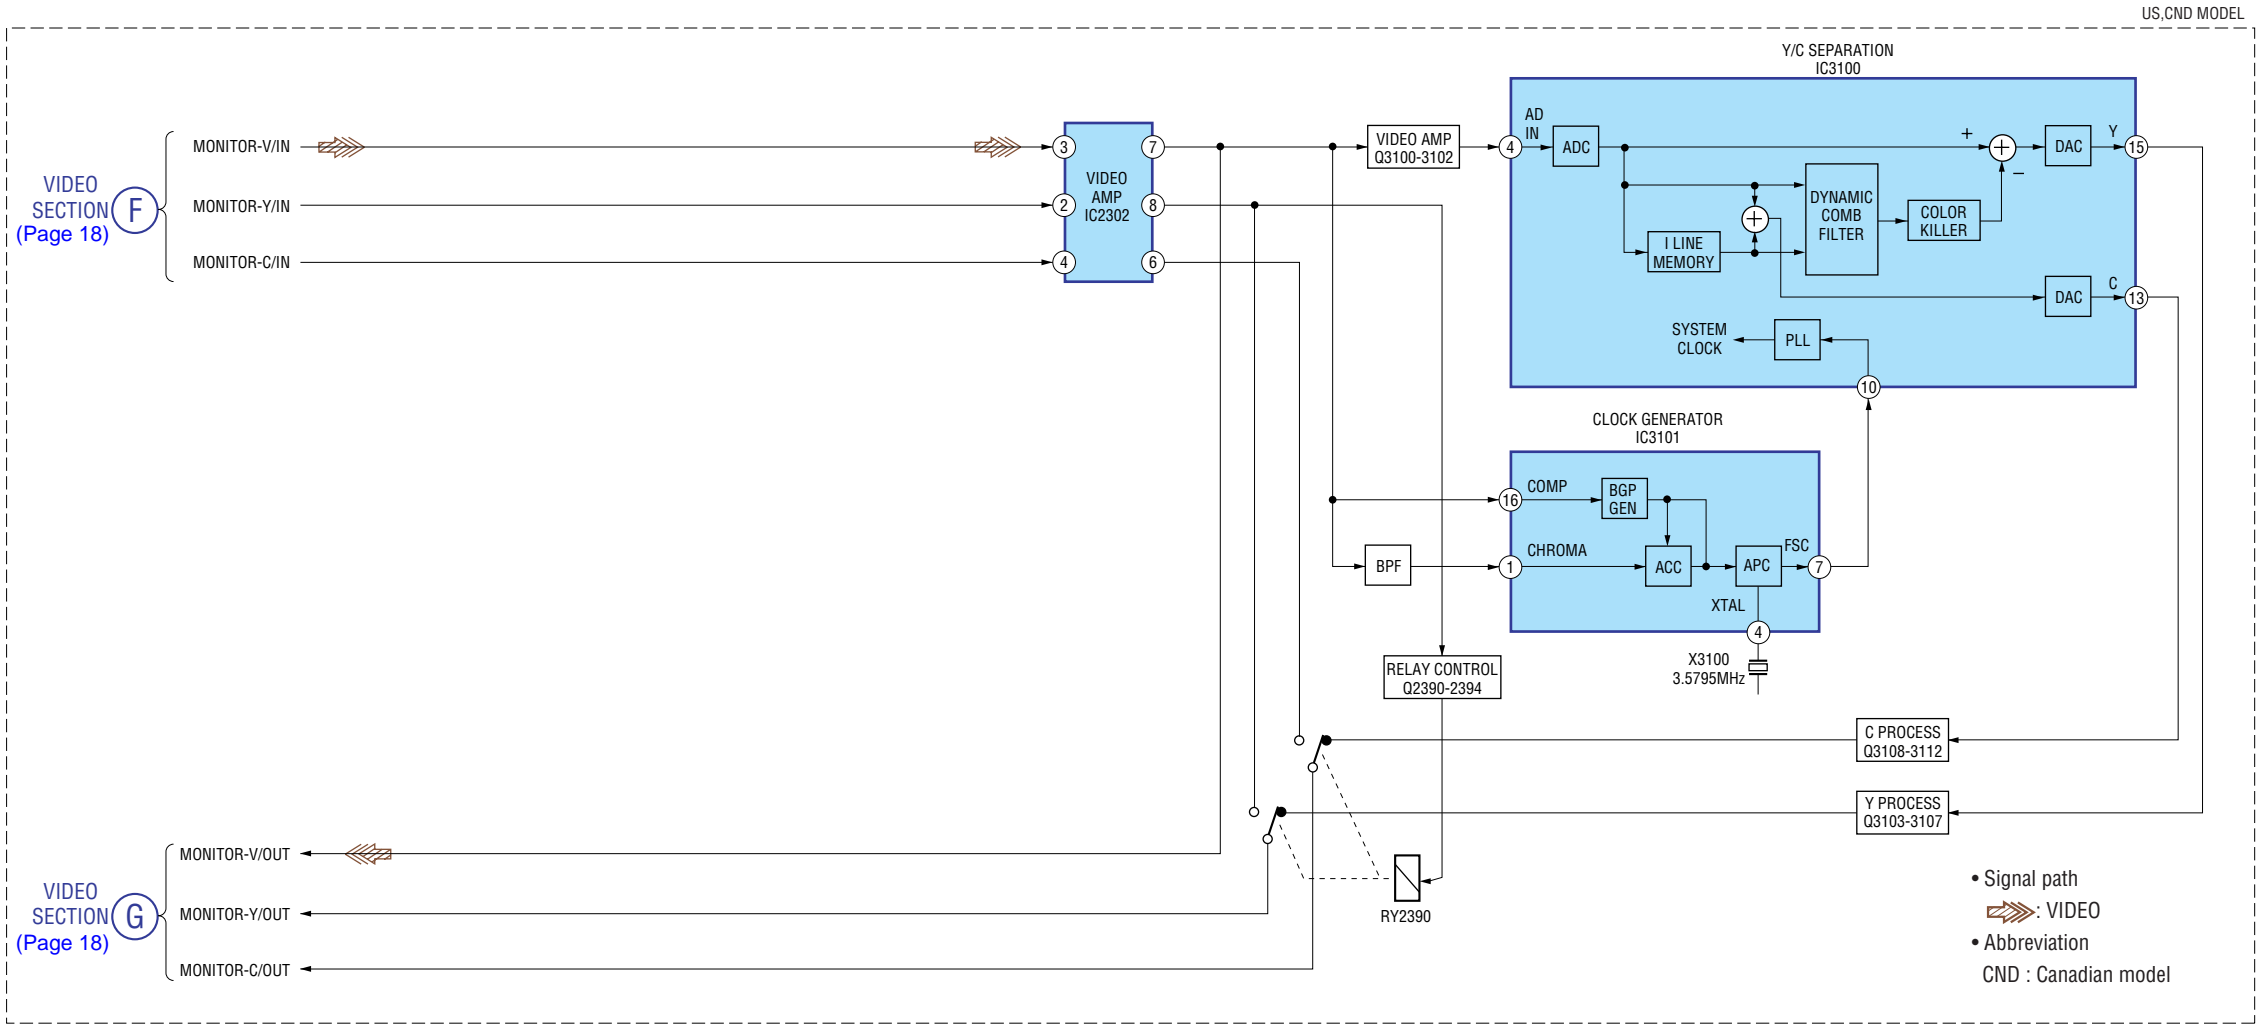 US,CND MODEL
Y/C SEPARATION
IC3100
VIDEO
SECTION
(Page 18)
F
MONITOR-V/IN
MONITOR-Y/IN
MONITOR-C/IN
3
2
4
VIDEO
AMP
IC2302
7
8
6
VIDEO AMP
Q3100-3102
4
AD
IN
ADC
I LINE
MEMORY
+
DYNAMIC
COMB
FILTER
COLOR
KILLER
+
+
–
DAC
Y
15
DAC
C
13
SYSTEM
CLOCK
PLL
10
CLOCK GENERATOR
IC3101
16
COMP
BGP
GEN
BPF
1
CHROMA
ACC
APC
FSC
7
XTAL
4
X3100
3.5795MHz
RELAY CONTROL
Q2390-2394
C PROCESS
Q3108-3112
Y PROCESS
Q3103-3107
RY2390
VIDEO
SECTION
(Page 18)
G
MONITOR-V/OUT
MONITOR-Y/OUT
MONITOR-C/OUT
• Signal path
: VIDEO
• Abbreviation
CND : Canadian model